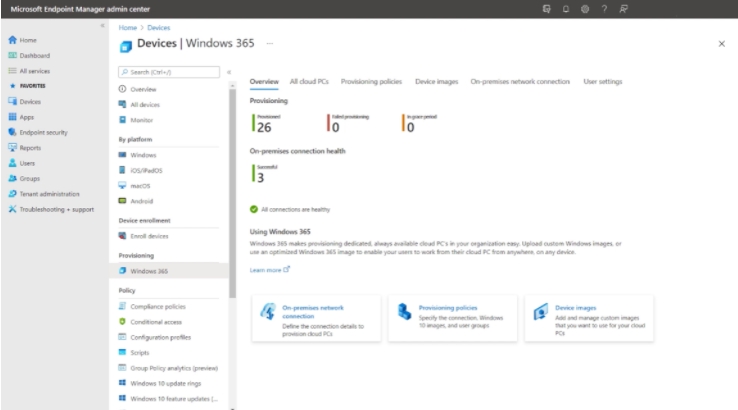 Microsoft Endpoint Manager admin center
Home
Dashboard
All services
FAVORITES
Devices
Apps
Endpoint security
Reports
Users
Groups
Tenant administration
Troubleshooting + support
Home > Devices
Devices | Windows 365 ...
Search (Ctrl+/)
Overview
All devices
Monitor
By platform
Windows
iOS/iPadOS
macOS
Android
Device enrollment
Enroll devices
Provisioning
Windows 365
Policy
Compliance policies
Conditional access
Configuration profiles
Scripts
Group Policy analytics (preview)
Windows 10 update rings
Windows 10 feature updates (...
Overview All cloud PCs Provisioning policies Device images On-premises network connection User settings
Provisioning
Provisioned Failed provisioning In grace period
26 0 0
On-premises connection health
Successful
3
All connections are healthy
Using Windows 365
Windows 365 makes provisioning dedicated, always available cloud PC's in your organization easy. Upload custom Windows images, or
use an optimized Windows 365 image to enable your users to work from their cloud PC from anywhere, on any device.
Learn more
On-premises network
connection
Define the connection details to
provision cloud PCs
Provisioning policies
Specify the connection, Windows
10 images, and user groups
Device images
Add and manage custom images
that you want to use for your cloud
PCs